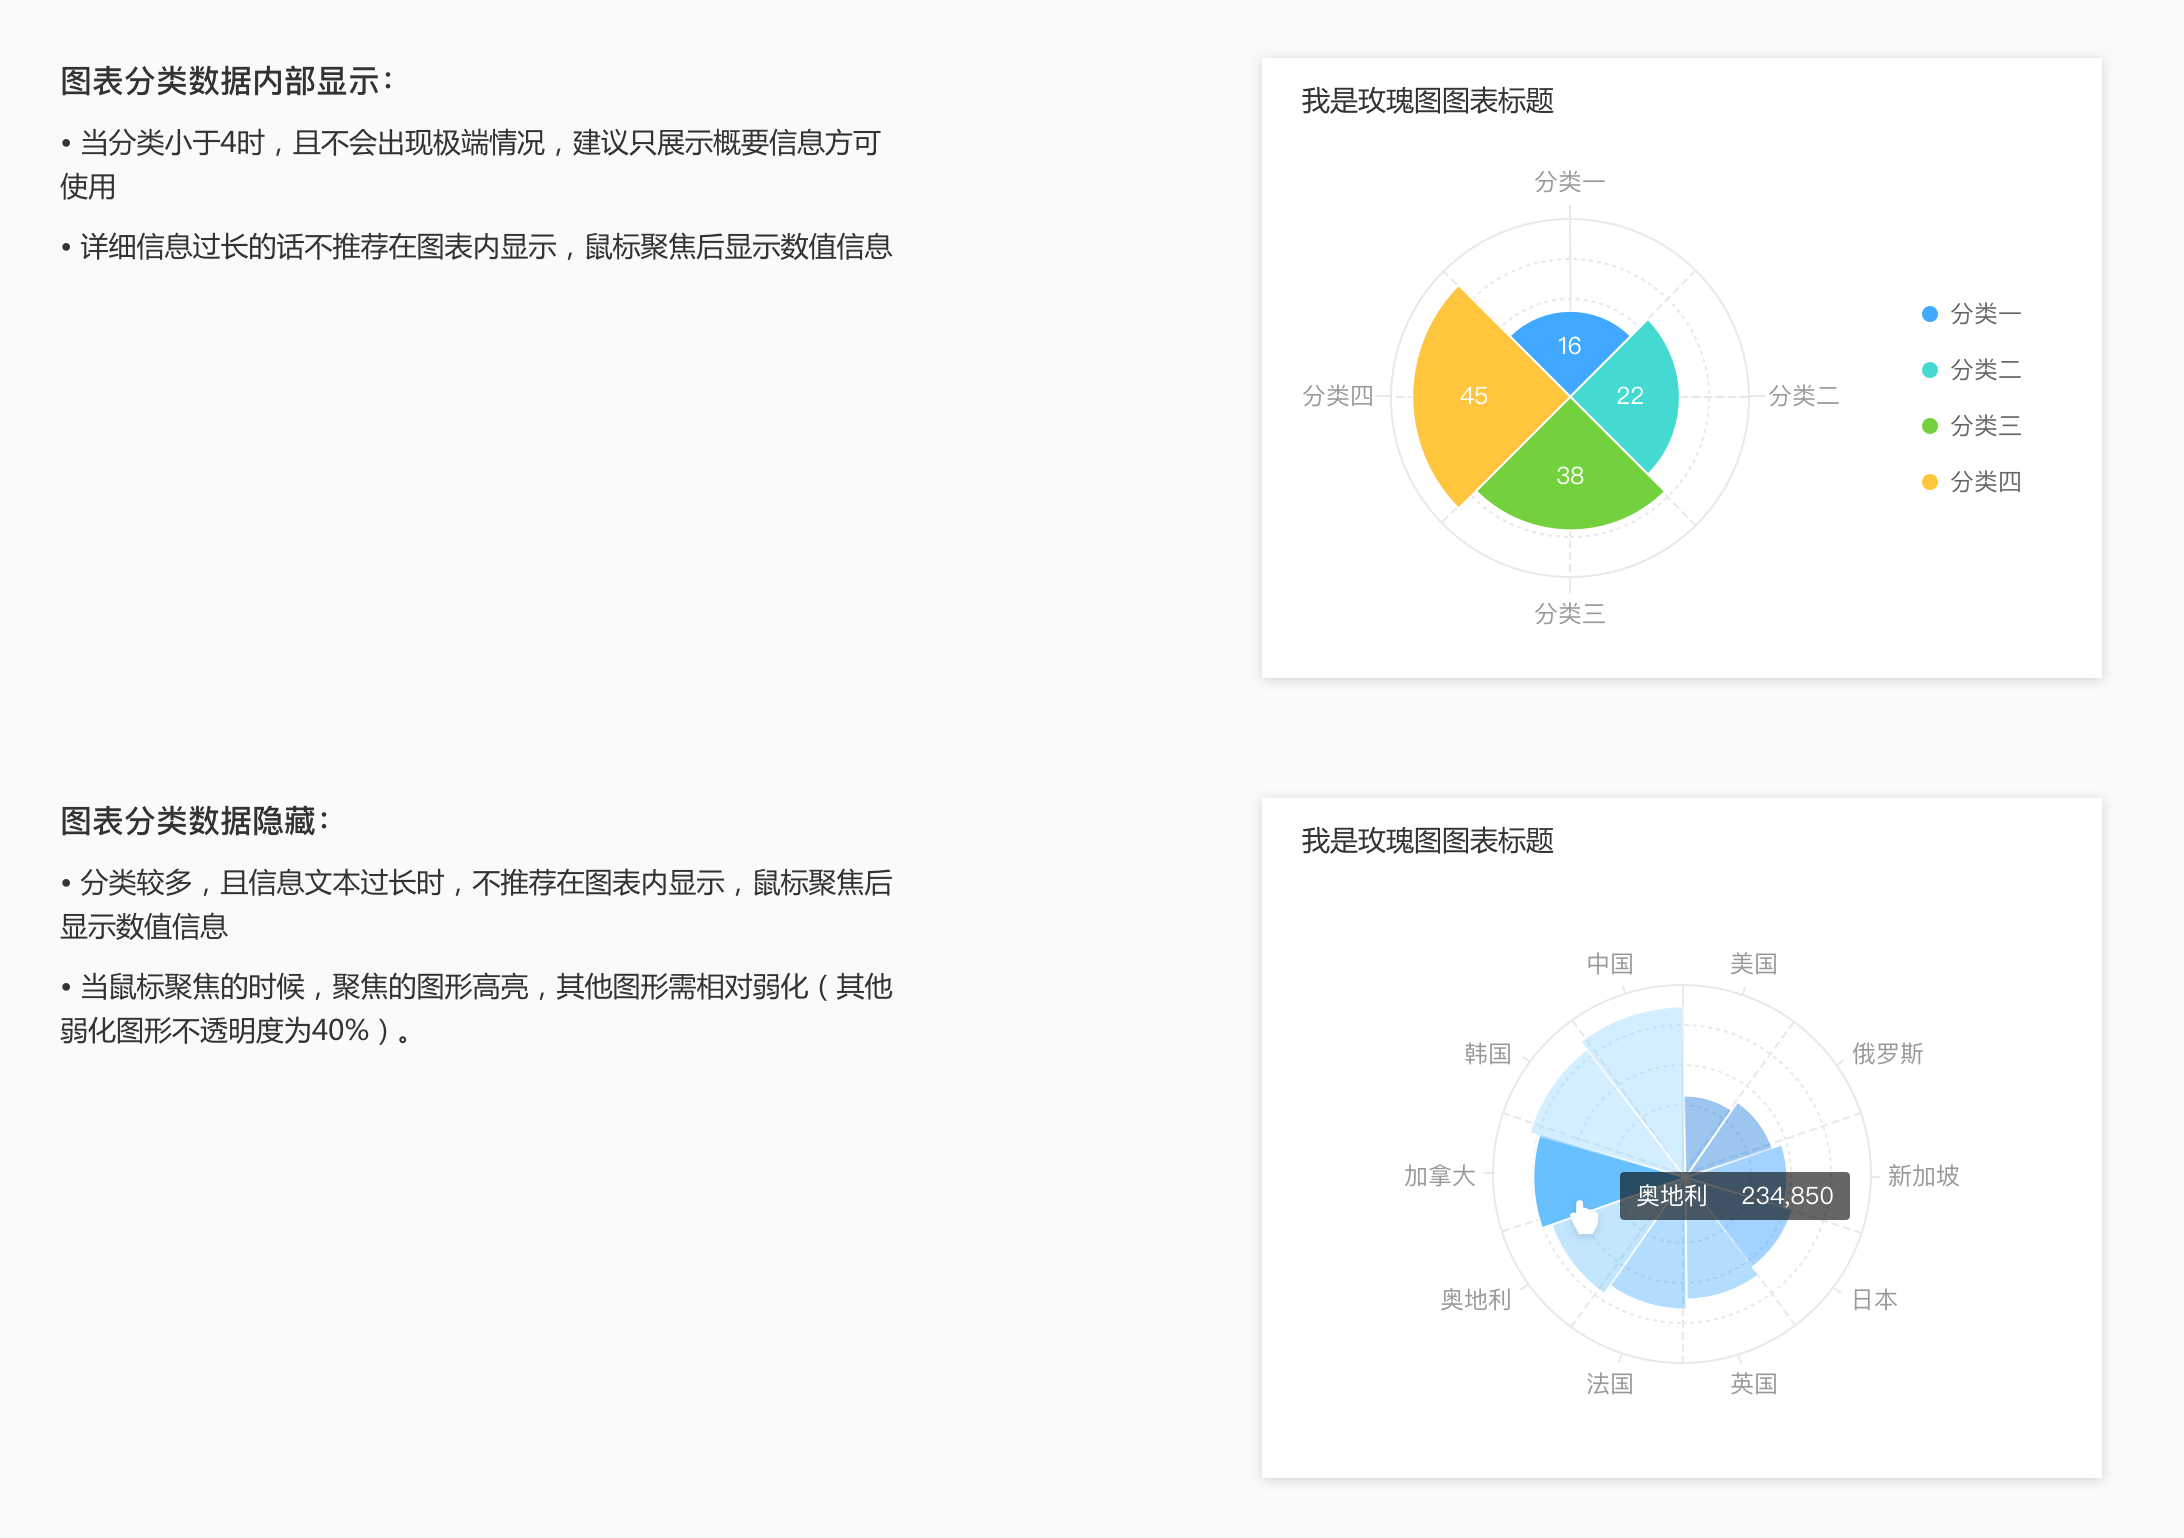 图表分类数据内部显示：
• 当分类小于4时，且不会出现极端情况，建议只展示概要信息方可
使用
• 详细信息过长的话不推荐在图表内显示，鼠标聚焦后显示数值信息
我是玫瑰图图表标题
分类一
16
分类四
45
22
分类二
38
分类三
分类一
分类二
分类三
分类四
图表分类数据隐藏：
• 分类较多，且信息文本过长时，不推荐在图表内显示，鼠标聚焦后
显示数值信息
• 当鼠标聚焦的时候，聚焦的图形高亮，其他图形需相对弱化（其他
弱化图形不透明度为40%）。
我是玫瑰图图表标题
中国
美国
韩国
俄罗斯
加拿大
新加坡
奥地利 234,850
奥地利
日本
法国
英国